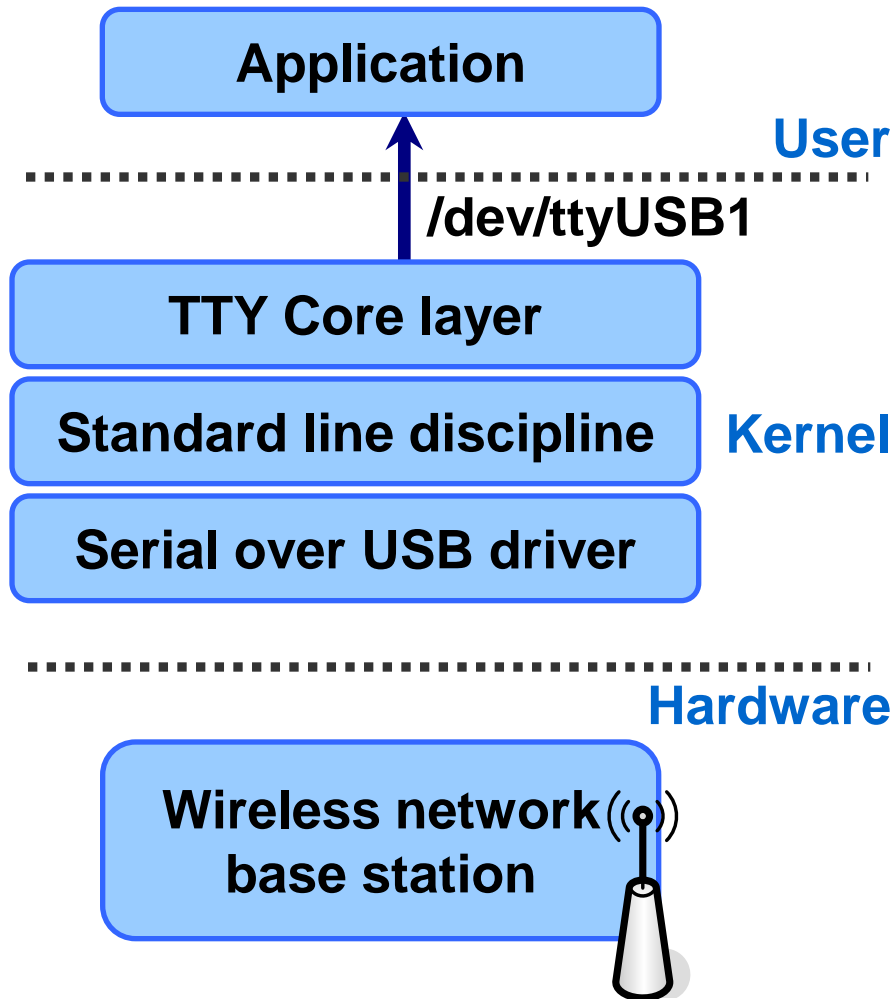 Application
User
/dev/ttyUSB1
TTY Core layer
Standard line discipline
Kernel
Serial over USB driver
Hardware
Wireless network
base station